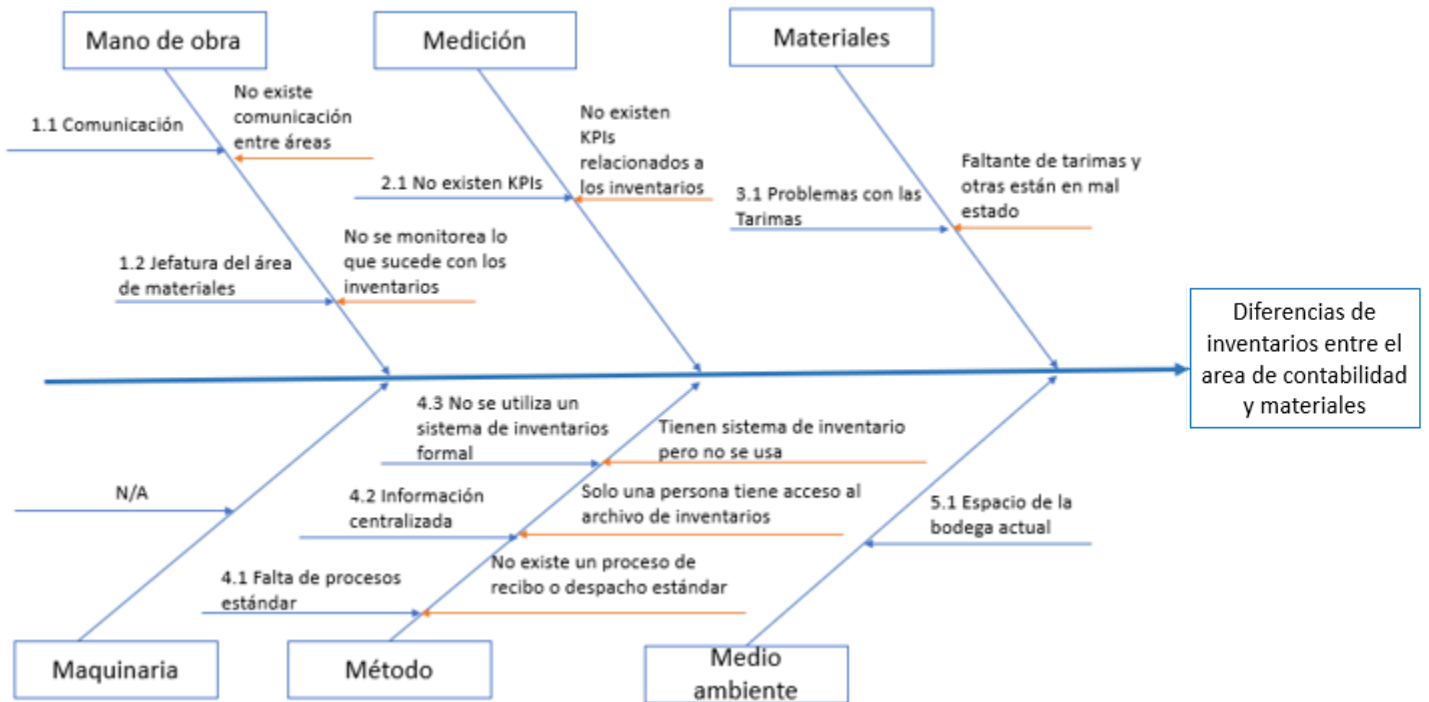 Mano de obra
Medición
Materiales
1.1 Comunicación
No existe
comunicación
entre áreas
1.2 Jefatura del área
de materiales
No se monitorea lo
que sucede con los
inventarios
2.1 No existen KPIs
No existen
KPIs
relacionados a
los inventarios
3.1 Problemas con las
Tarimas
Faltante de tarimas y
otras están en mal
estado
Diferencias de
inventarios entre el
area de contabilidad
y materiales
N/A
4.3 No se utiliza un
sistema de inventarios
formal
Tienen sistema de inventario
pero no se usa
4.2 Información
centralizada
Solo una persona tiene acceso al
archivo de inventarios
4.1 Falta de procesos
estándar
No existe un proceso de
recibo o despacho estándar
5.1 Espacio de la
bodega actual
Maquinaria
Método
Medio
ambiente